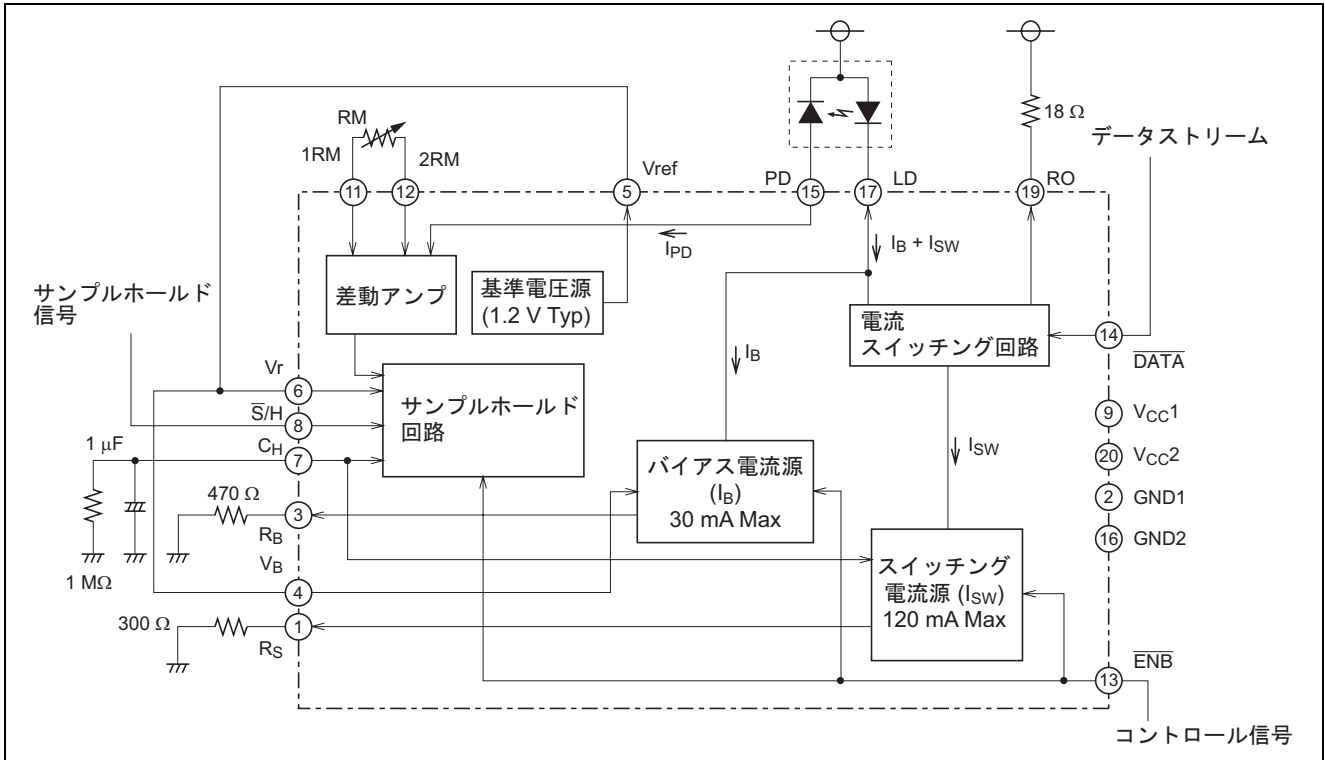 RM
1RM
2RM
11
12
Vref
5
PD
15
17
LD
18 Ω
19
RO
データストリーム
IPD
IB + ISW
差動アンプ
基準電圧源
(1.2 V Typ)
電流
スイッチング回路
14
DATA
サンプルホールド
信号
Vr
6
S/H
8
1 μF
CH
7
サンプルホールド
回路
IB
ISW
9
VCC1
20
VCC2
2
GND1
16
GND2
470 Ω
3
RB
バイアス電流源
(IB)
30 mA Max
1 MΩ
VB
4
スイッチング
電流源 (ISW)
120 mA Max
300 Ω
1
RS
ENB
13
コントロール信号